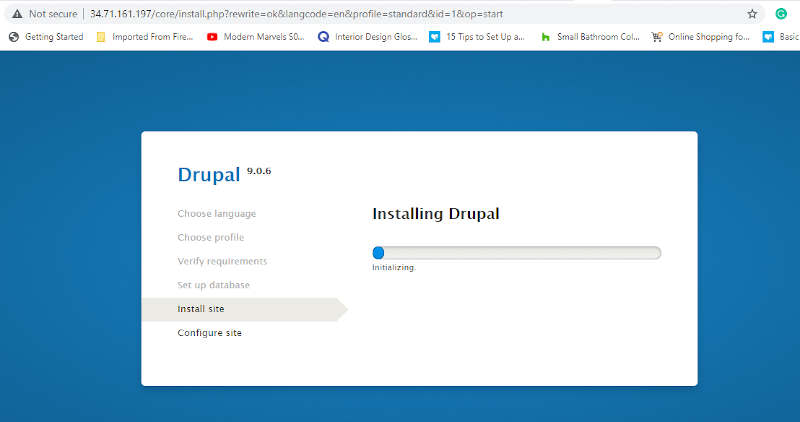 Not secure | 34.71.161.197/core/install.php?rewrite=ok&langcode=en&profile=standard&id=1&op=start
Getting Started Imported From Fire... Modern Marvels S0... Interior Design Glos... 15 Tips to Set Up a... Small Bathroom Col... Online Shopping fo... Basic
Drupal 9.0.6
Choose language
Choose profile
Verify requirements
Set up database
Install site
Configure site
Installing Drupal
Initializing.